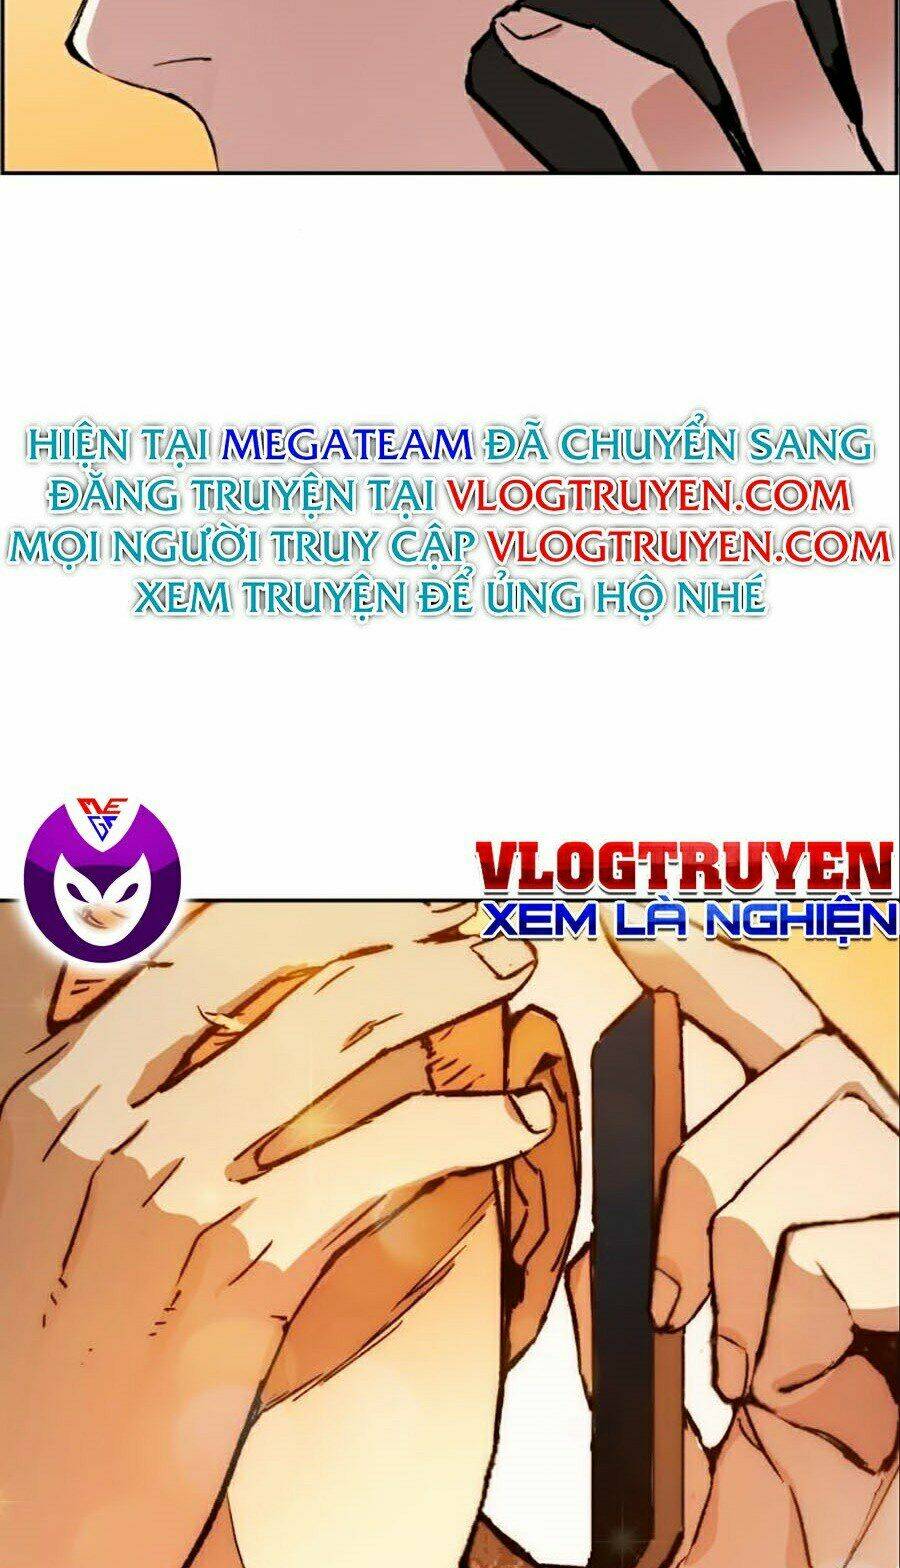 HIỆN TẠI MEGATEAM ĐÃ CHUYỂN SANG
ĐĂNG TRUYỆN TẠI VLOGTRUYEN.COM
MỌI NGƯỜI TRUY CẬP VLOGTRUYEN.COM
XEM TRUYỆN ĐỂ ỦNG HỘ NHÉ
VLOGTRUYEN
XEM LÀ NGHIỆN